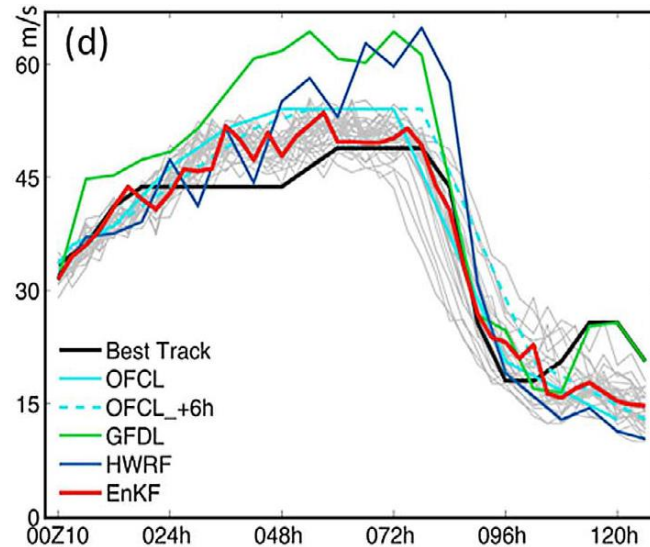 m/s
(d)
60
45
30
15
0
Best Track
OFCL
OFCL_+6h
GFDL
HWRF
EnKF
00Z10 024h 048h 072h 096h 120h